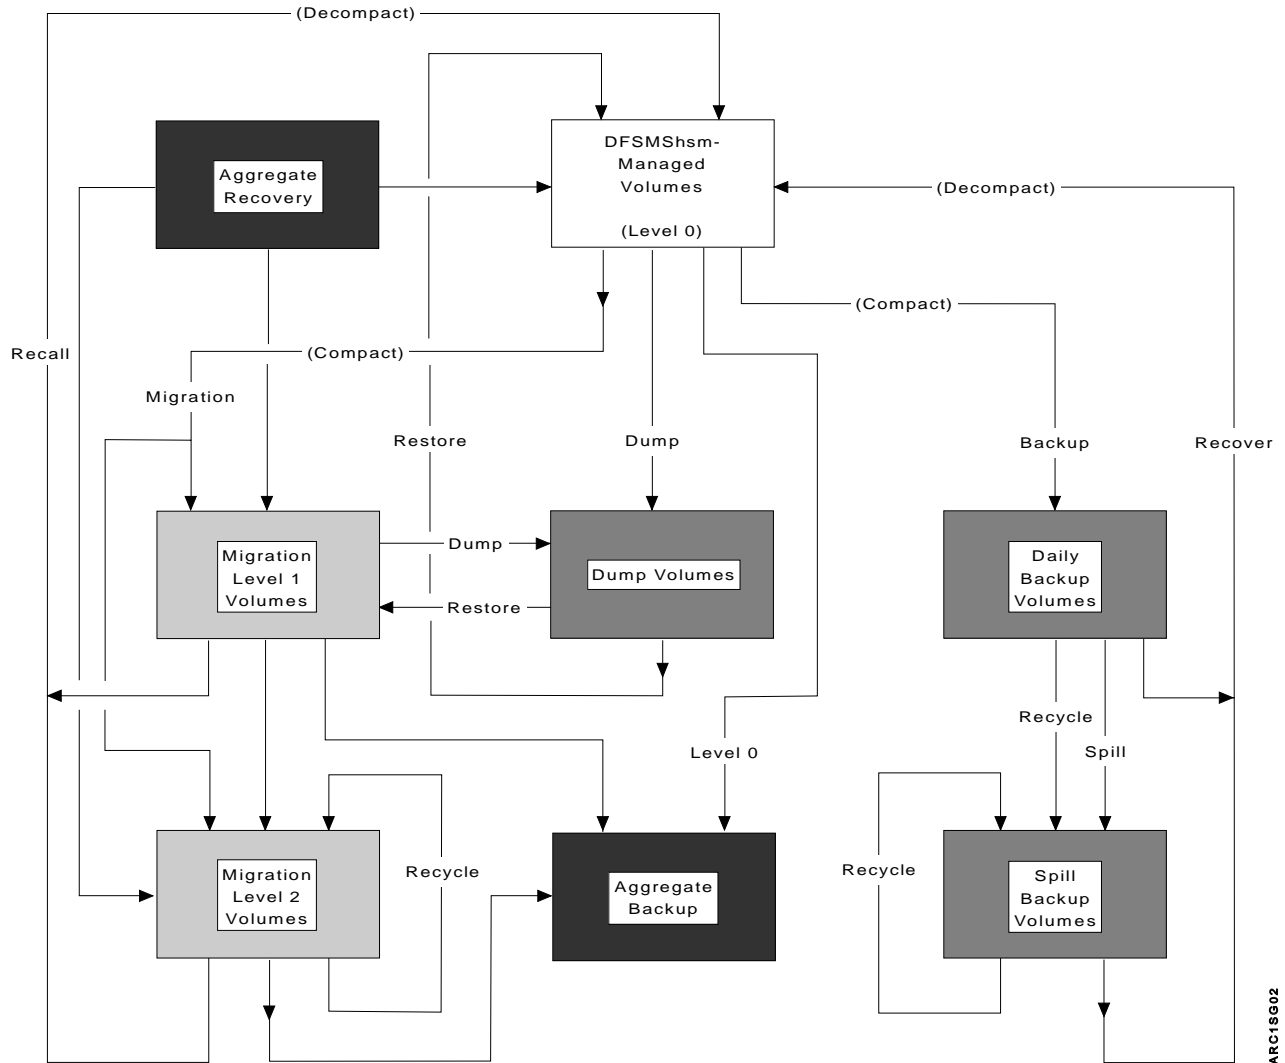 (Decompact)
DFSMShsm-
Managed
Volumes
(Level 0)
Aggregate
Recovery
(Decompact)
(Compact)
Recall
(Compact)
Migration
Restore
Dump
Backup
Recover
Migration
Level 1
Volumes
Dump
Restore
Dump Volumes
Daily
Backup
Volumes
Recycle
Spill
Level 0
Migration
Level 2
Volumes
Recycle
Aggregate
Backup
Recycle
Spill
Backup
Volumes
ARC1SG02